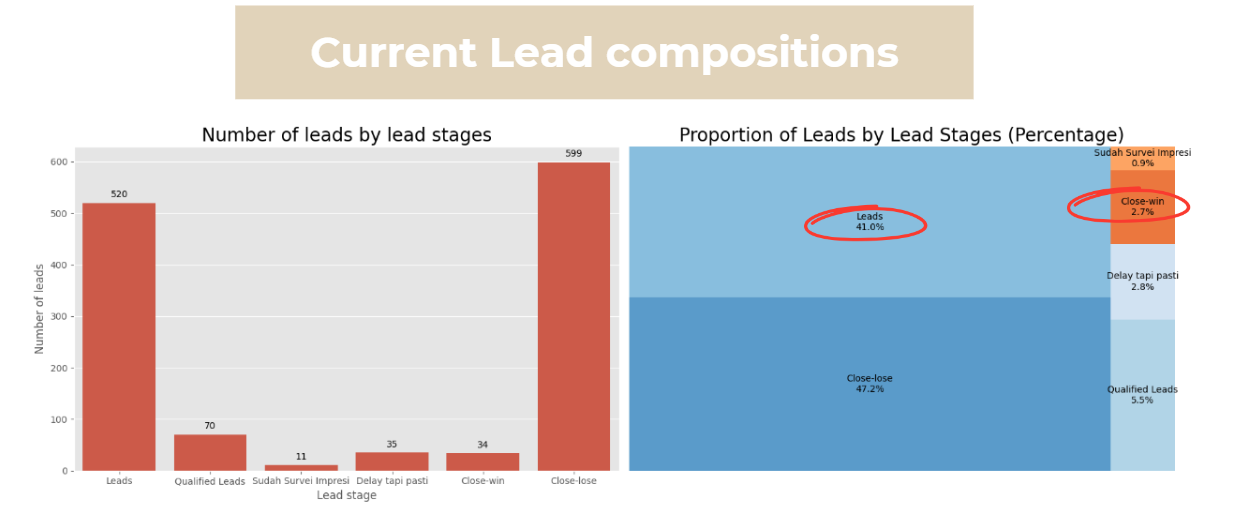 Current Lead compositions
Number of leads by lead stages
Number of leads
600
500
400
300
200
100
0
520
70
11
35
34
599
Leads
Qualified Leads
Sudah Survei Impresi
Delay tapi pasti
Close-win
Close-lose
Lead stage
Proportion of Leads by Lead Stages (Percentage)
Leads
41.0%
Close-lose
47.2%
Sudah Survei Impresi
0.9%
Close-win
2.7%
Delay tapi pasti
2.8%
Qualified Leads
5.5%